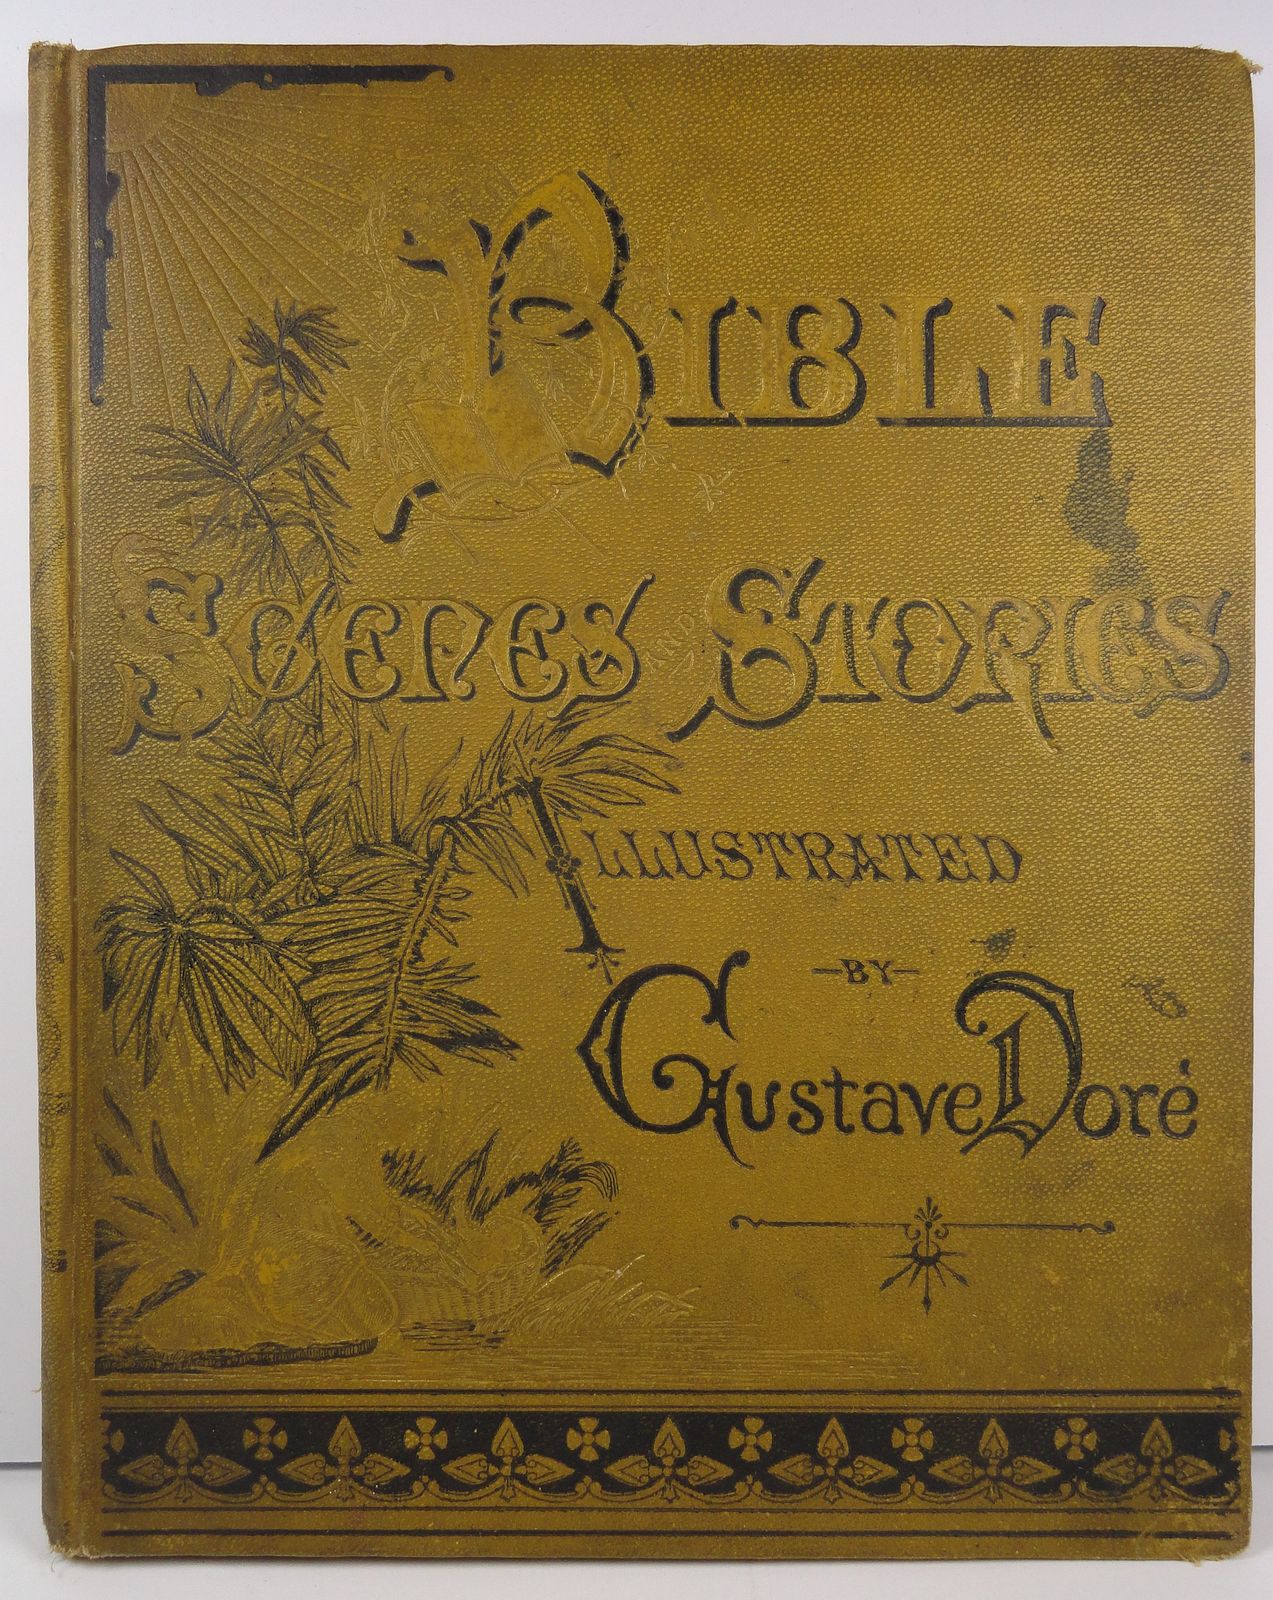 BIBLE
SCENES AND STORIES
ILLUSTRATED
-BY-
GUSTAVE DORÉ